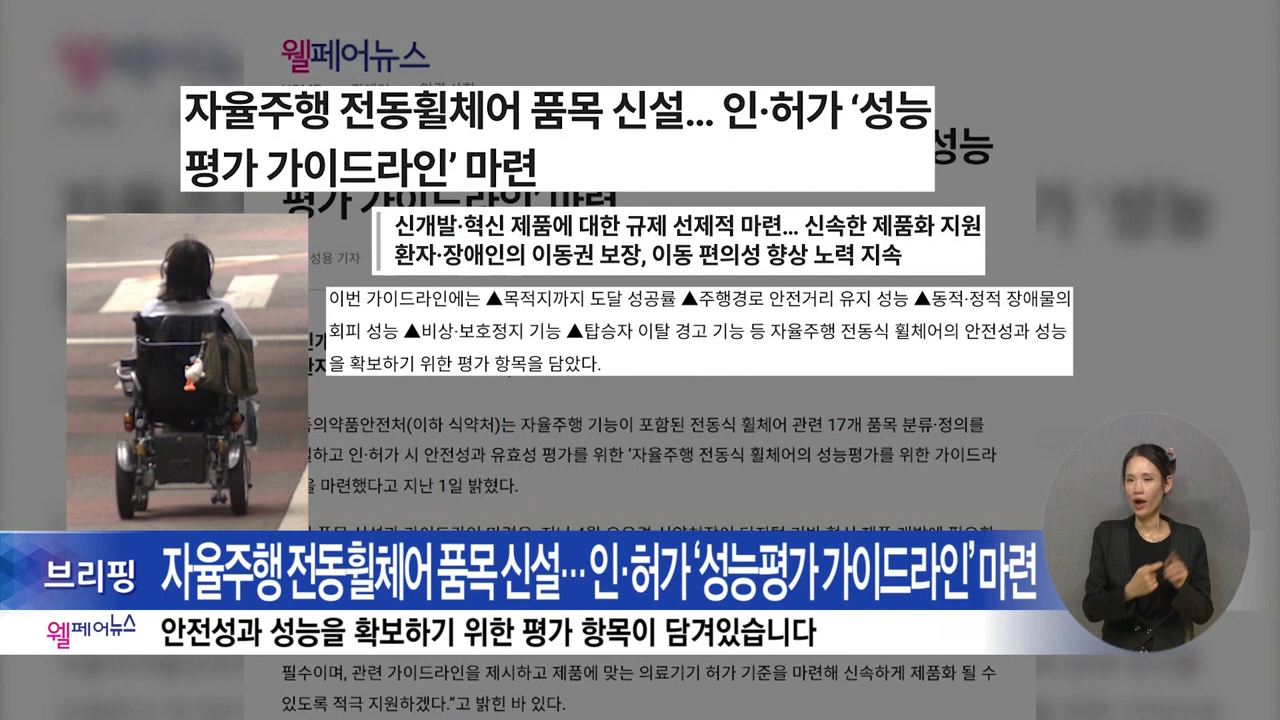 웰페어뉴스
자율주행 전동휠체어 품목 신설... 인·허가 ‘성능
평가 가이드라인’ 마련
성능
신개발·혁신 제품에 대한 규제 선제적 마련... 신속한 제품화 지원
환자·장애인의 이동권 보장, 이동 편의성 향상 노력 지속
성용 기자
이번 가이드라인에는 ▲목적지까지 도달 성공률 ▲주행경로 안전거리 유지 성능 ▲동적·정적 장애물의
회피 성능 ▲비상·보호정지 기능 ▲탑승자 이탈 경고 기능 등 자율주행 전동식 휠체어의 안전성과 성능
을 확보하기 위한 평가 항목을 담았다.
의약품안전처(이하 식약처)는 자율주행 기능이 포함된 전동식 휠체어 관련 17개 품목 분류·정의를
하고 인·허가 시 안전성과 유효성 평가를 위한 ‘자율주행 전동식 휠체어의 성능평가를 위한 가이드라
을 마련했다고 지난 1일 밝혔다.
브리핑
자율주행 전동휠체어 품목 신설… 인·허가 ‘성능평가 가이드라인’ 마련
웰페어뉴스
안전성과 성능을 확보하기 위한 평가 항목이 담겨있습니다
필수이며, 관련 가이드라인을 제시하고 제품에 맞는 의료기기 허가 기준을 마련해 신속하게 제품화 될 수
있도록 적극 지원하겠다.”고 밝힌 바 있다.